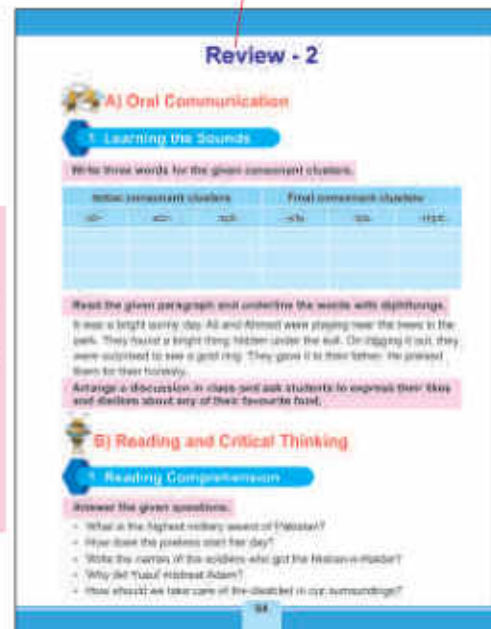 Review - 2
A) Oral Communication
1 Learning the Sounds
Write three words for the given consonant clusters.
Initial consonant clusters Final consonant clusters
Read the given paragraph and underline the words with diphthongs.
It was a bright sunny day. Ali and Ahmed were playing near the trees in the
park. They found a bright thing hidden under the soil. On digging it out, they
were surprised to see a gold ring. They gave it to their father. He praised
them for their honesty.
Arrange a discussion in class and ask students to express their likes
and dislikes about any of their favourite food.
B) Reading and Critical Thinking
1 Reading Comprehension
Answer the given questions.
- What is the highest military award of Pakistan?
- How does the poetess start her day?
- Write the names of the soldiers who got the Nishan-e-Haider?
- Why did Yusuf mistreat Adam?
- How should we take care of the disabled in our surroundings?